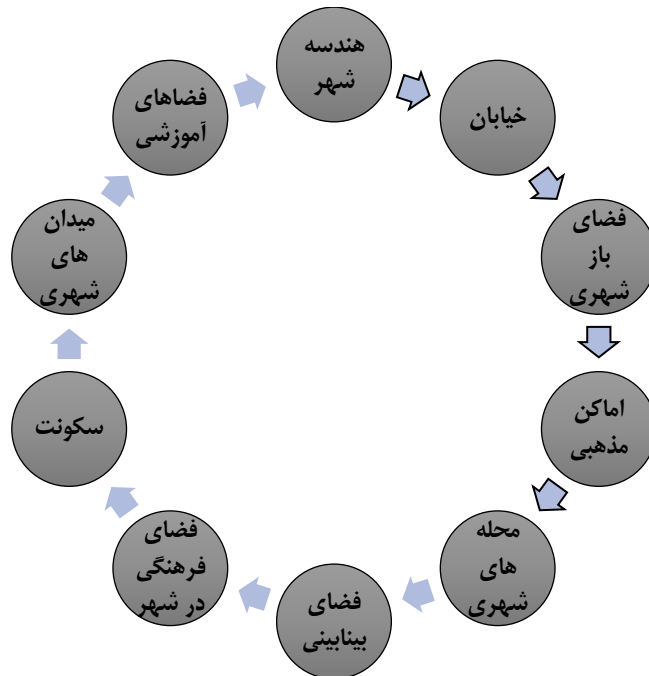 هندسه
شهر
خیابان
فضای
باز
شهری
اماکن
مذهبی
محله
های
شهری
فضای
بینابینی
فضای
فرهنگی
در شهر
سکونت
میدان
های
شهری
فضاهای
آموزشی